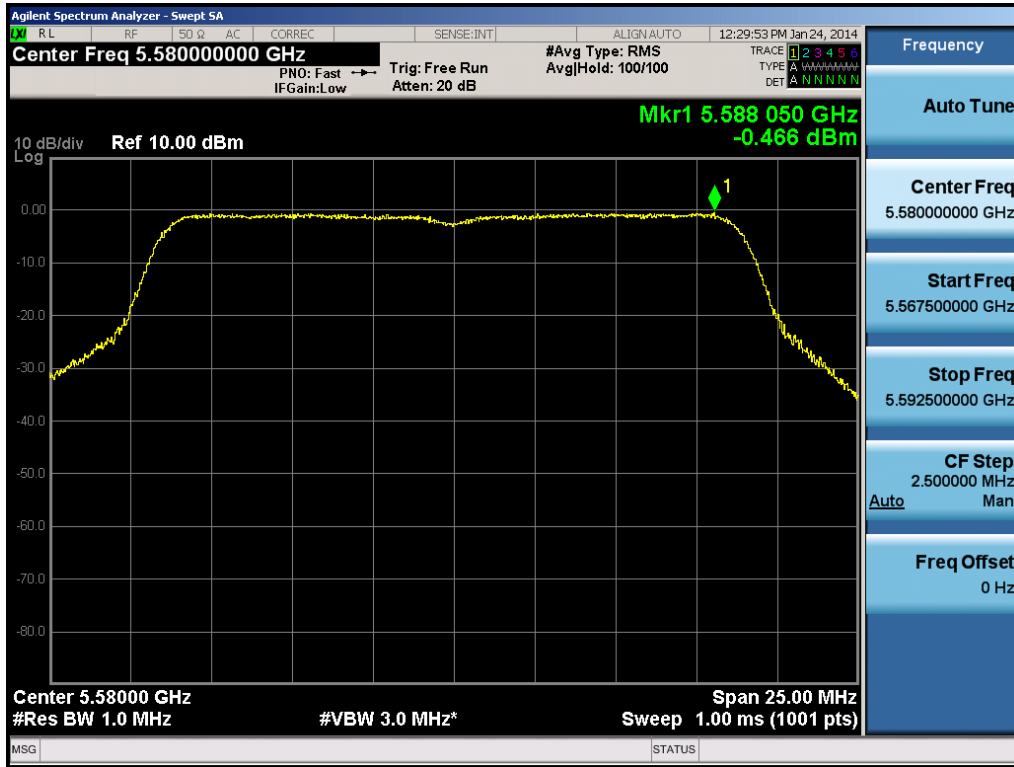 Agilent Spectrum Analyzer - Swept SA
LXI RL RF 50 Ω AC CORREC SENSE:INT ALIGN AUTO 12:29:53 PM Jan 24, 2014
Center Freq 5.580000000 GHz
PNO: Fast
IFGain:Low
Trig: Free Run
Atten: 20 dB
#Avg Type: RMS
Avg|Hold: 100/100
TRACE 1 2 3 4 5 6
TYPE A WWWWW
DET A N N N N N
Mkr1 5.588 050 GHz
-0.466 dBm
10 dB/div Ref 10.00 dBm
Log
1
0.00
-10.0
-20.0
-30.0
-40.0
-50.0
-60.0
-70.0
-80.0
Center 5.58000 GHz Span 25.00 MHz
#Res BW 1.0 MHz #VBW 3.0 MHz* Sweep 1.00 ms (1001 pts)
MSG STATUS
Frequency
Auto Tune
Center Freq
5.580000000 GHz
Start Freq
5.567500000 GHz
Stop Freq
5.592500000 GHz
CF Step
2.500000 MHz
Auto Man
Freq Offset
0 Hz